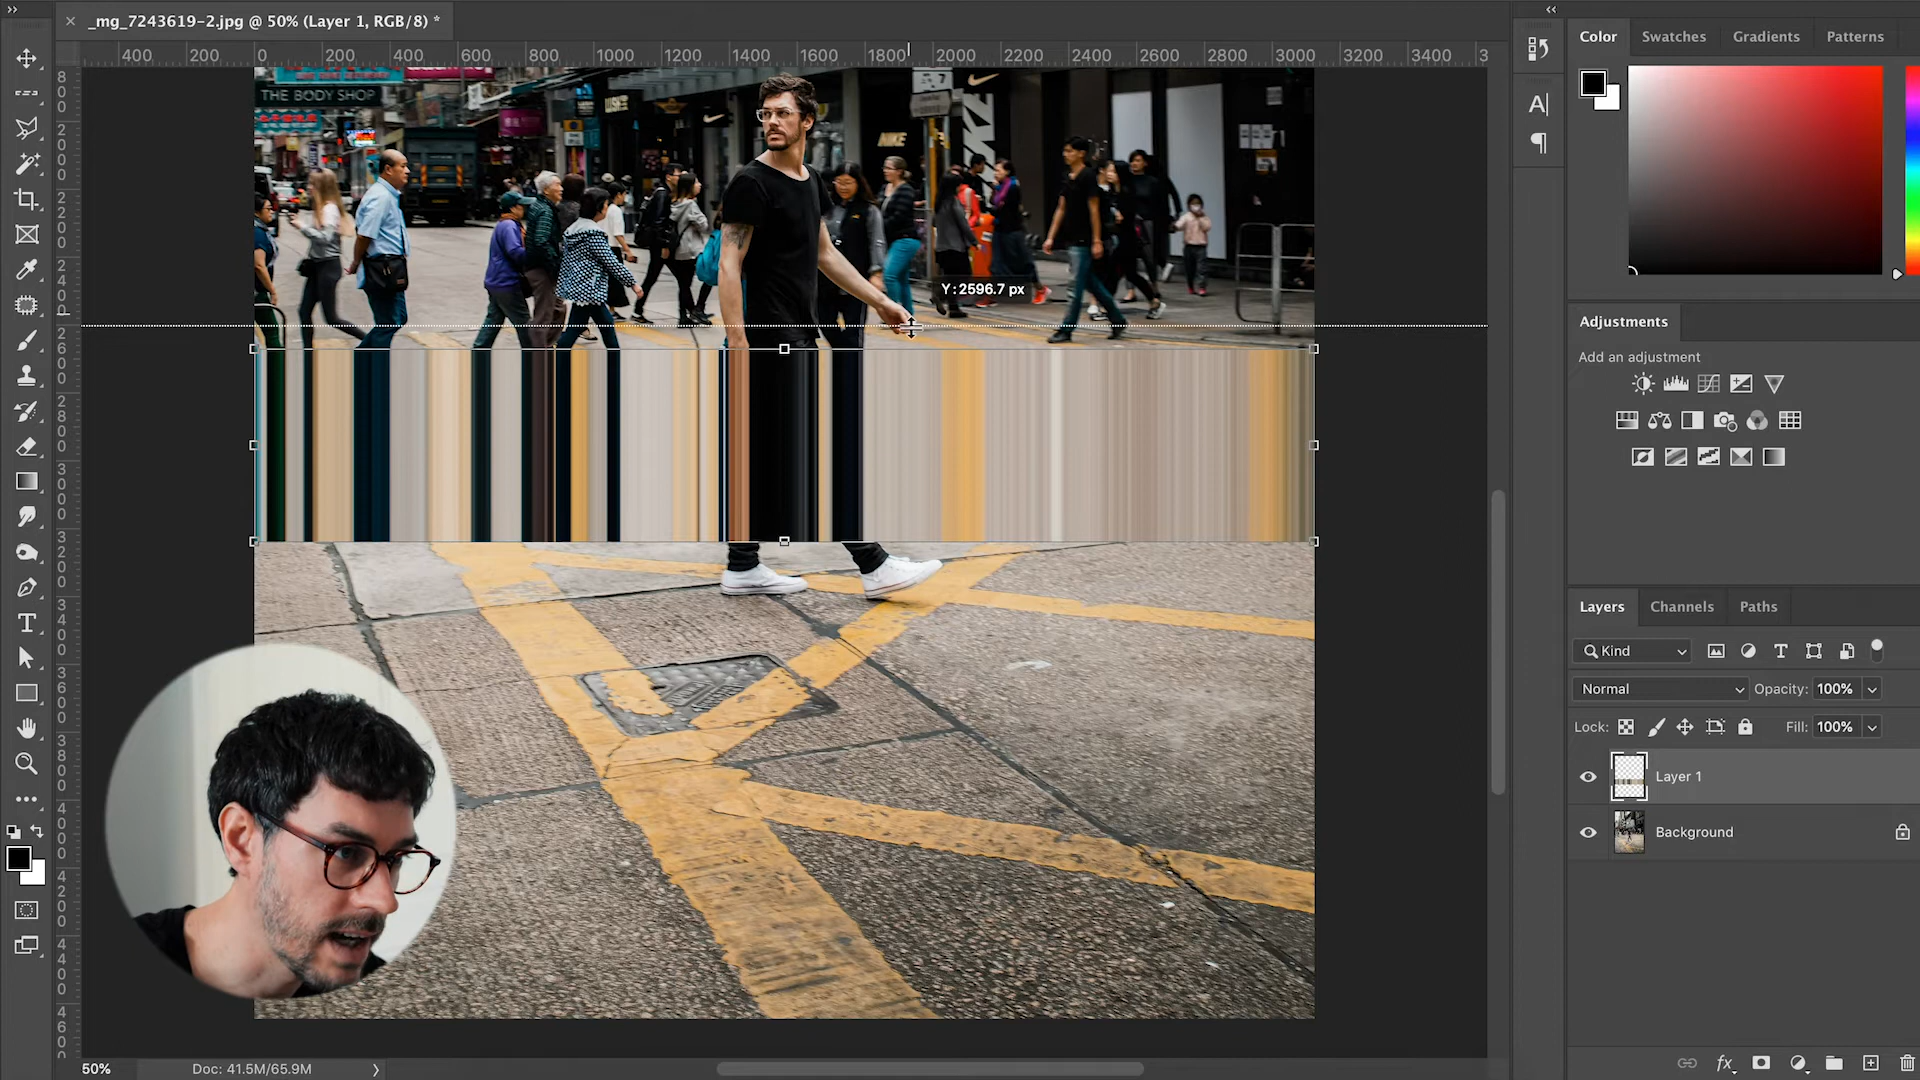 _mg_7243619-2.jpg @ 50% (Layer 1, RGB/8) *
400 200 0 200 400 600 800 1000 1200 1400 1600 1800 2000 2200 2400 2600 2800 3000 3200 3400 3
THE BODY SHOP
NIKE
Y: 2596.7 px
Color Swatches Gradients Patterns
Adjustments
Add an adjustment
Layers Channels Paths
Kind
Normal Opacity: 100%
Lock: Fill: 100%
Layer 1
Background
50% Doc: 41.5M/65.9M